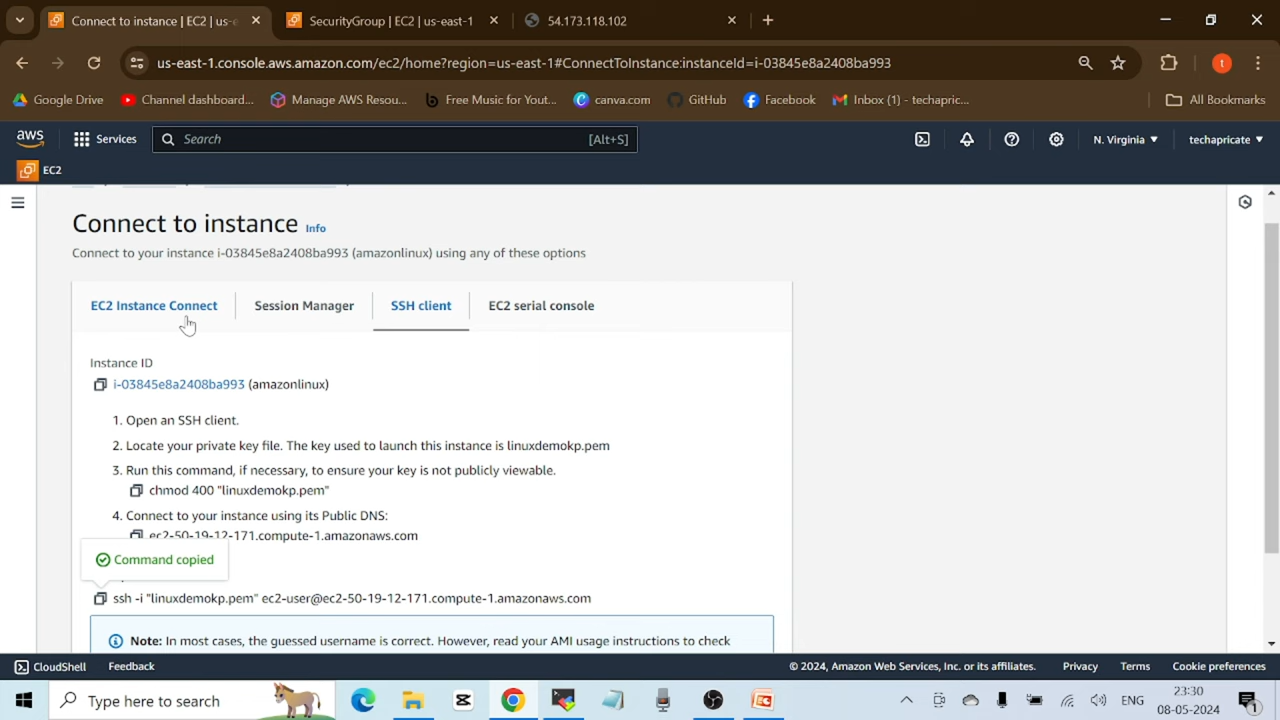 Connect to instance | EC2 | us-e
SecurityGroup | EC2 | us-east-1
54.173.118.102
us-east-1.console.aws.amazon.com/ec2/home?region=us-east-1#ConnectToInstance:instanceId=i-03845e8a2408ba993
t
Google Drive
Channel dashboard...
Manage AWS Resou...
Free Music for Yout...
canva.com
GitHub
Facebook
Inbox (1) - techapric...
All Bookmarks
aws
Services
Search
[Alt+S]
N. Virginia
techapricate
EC2
Connect to instance Info
Connect to your instance i-03845e8a2408ba993 (amazonlinux) using any of these options
EC2 Instance Connect
Session Manager
SSH client
EC2 serial console
Instance ID
i-03845e8a2408ba993 (amazonlinux)
1. Open an SSH client.
2. Locate your private key file. The key used to launch this instance is linuxdemokp.pem
3. Run this command, if necessary, to ensure your key is not publicly viewable.
chmod 400 "linuxdemokp.pem"
4. Connect to your instance using its Public DNS:
ec2-50-19-12-171.compute-1.amazonaws.com
Command copied
ssh -i "linuxdemokp.pem" ec2-user@ec2-50-19-12-171.compute-1.amazonaws.com
Note: In most cases, the guessed username is correct. However, read your AMI usage instructions to check
CloudShell
Feedback
© 2024, Amazon Web Services, Inc. or its affiliates.
Privacy
Terms
Cookie preferences
Type here to search
ENG
23:30
08-05-2024
1